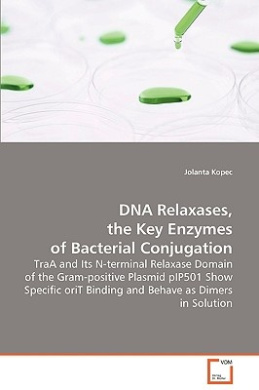 Jolanta Kopec
DNA Relaxases,
the Key Enzymes
of Bacterial Conjugation
TraA and Its N-terminal Relaxase Domain
of the Gram-positive Plasmid pIP501 Show
Specific oriT Binding and Behave as Dimers
in Solution
VDM